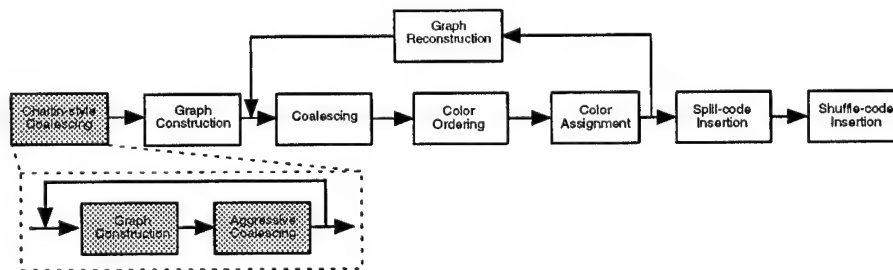 Graph
Reconstruction
Chaitin-style
Coalescing
Graph
Construction
Coalescing
Color
Ordering
Color
Assignment
Spill-code
Insertion
Shuffle-code
Insertion
Graph
Construction
Aggressive
Coalescing